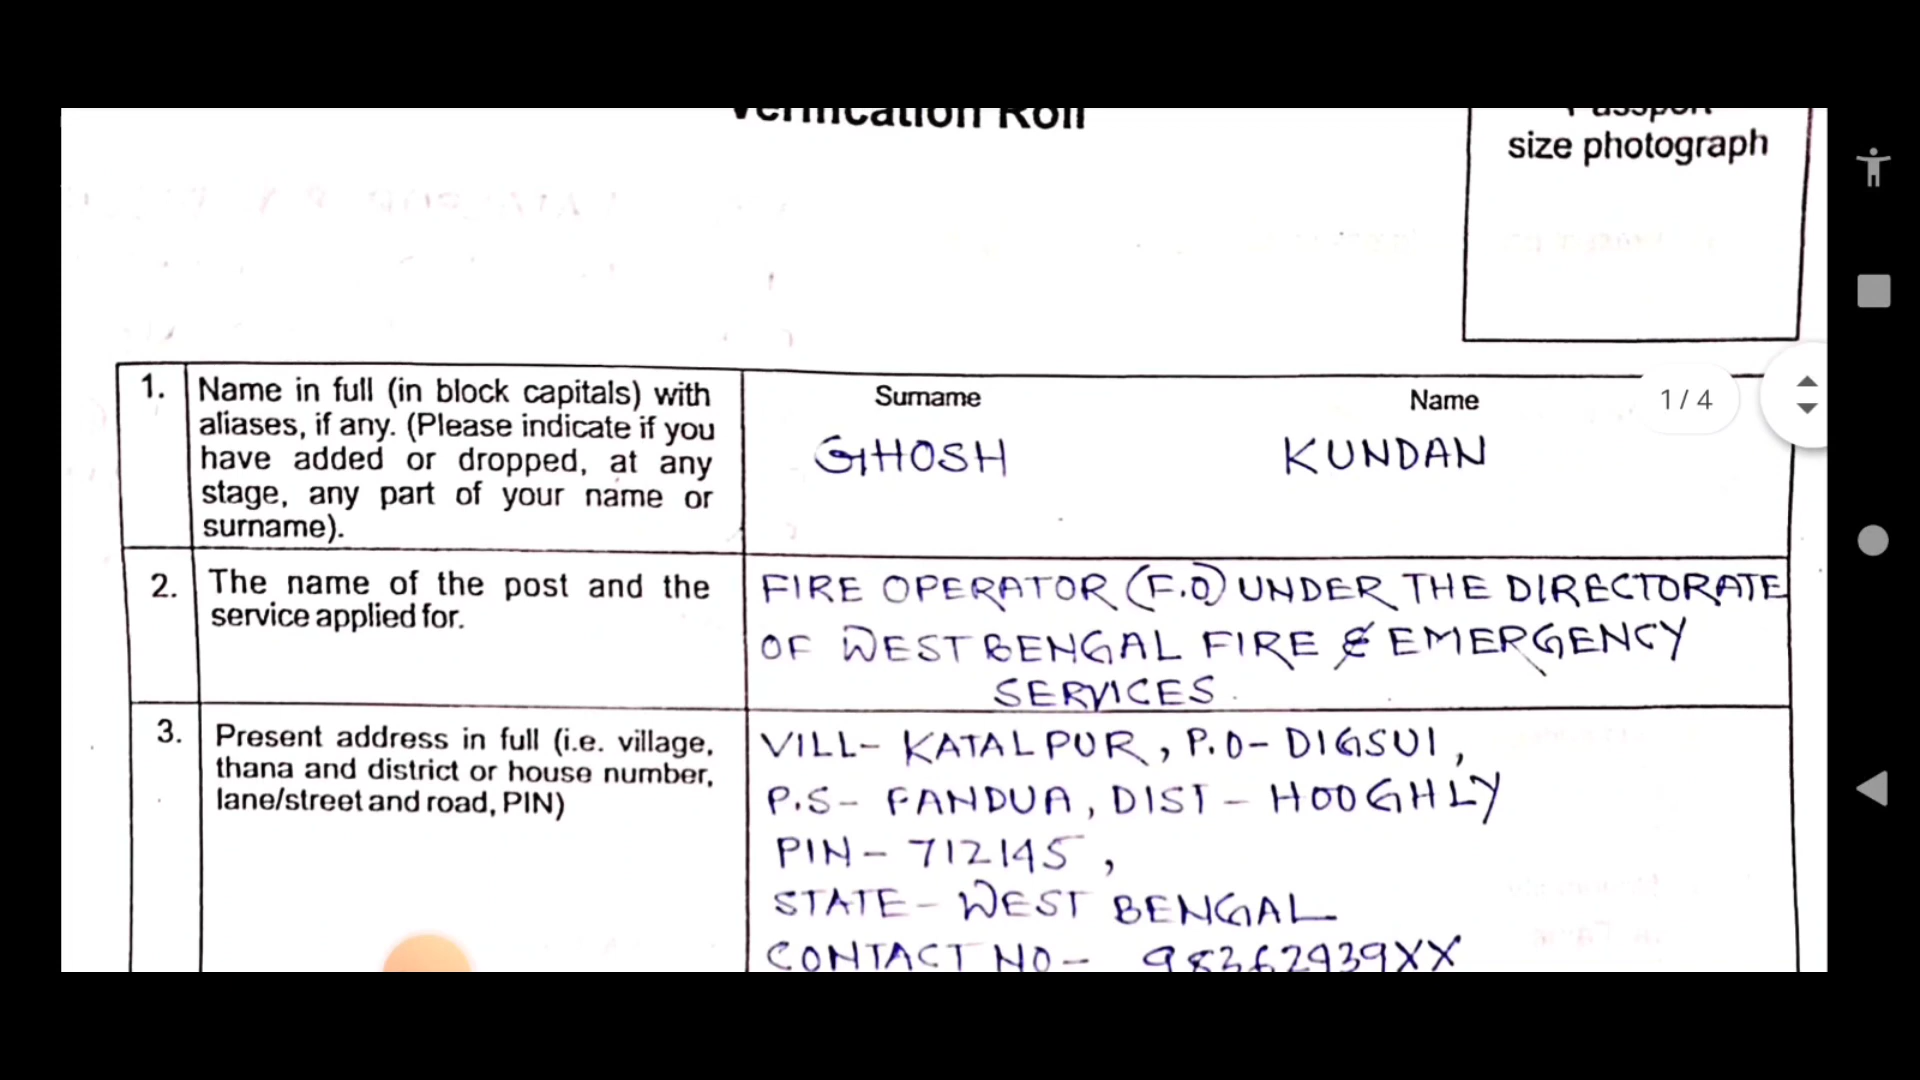 Verification Roll
Passport
size photograph
1.
Name in full (in block capitals) with
aliases, if any. (Please indicate if you
have added or dropped, at any
stage, any part of your name or
surname).
Surname
Name
GHOSH
KUNDAN
1 / 4
2.
The name of the post and the
service applied for.
FIRE OPERATOR (F.O) UNDER THE DIRECTORATE
OF WEST BENGAL FIRE & EMERGENCY
SERVICES.
3.
Present address in full (i.e. village,
thana and district or house number,
lane/street and road, PIN)
VILL- KATALPUR, P.O- DIGSUI,
P.S- PANDUA, DIST - HOOGHLY
PIN - 712145,
STATE - WEST BENGAL
CONTACT NO - 98362939XX